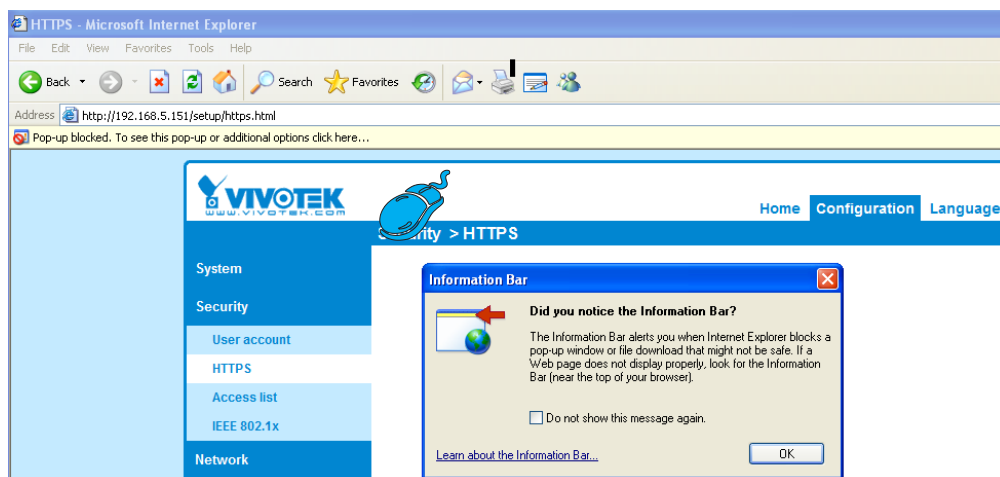 HTTPS - Microsoft Internet Explorer
File Edit View Favorites Tools Help
Back Search Favorites
Address http://192.168.5.151/setup/https.html
Pop-up blocked. To see this pop-up or additional options click here...
VIVOTEK
www.vivotek.com
Home Configuration Language
>HTTPS
System
Security
User account
HTTPS
Access list
IEEE 802.1x
Network
Information Bar
Did you notice the Information Bar?
The Information Bar alerts you when Internet Explorer blocks a
pop-up window or file download that might not be safe. If a
Web page does not display properly, look for the Information
Bar (near the top of your browser).
Do not show this message again.
Learn about the Information Bar...
OK